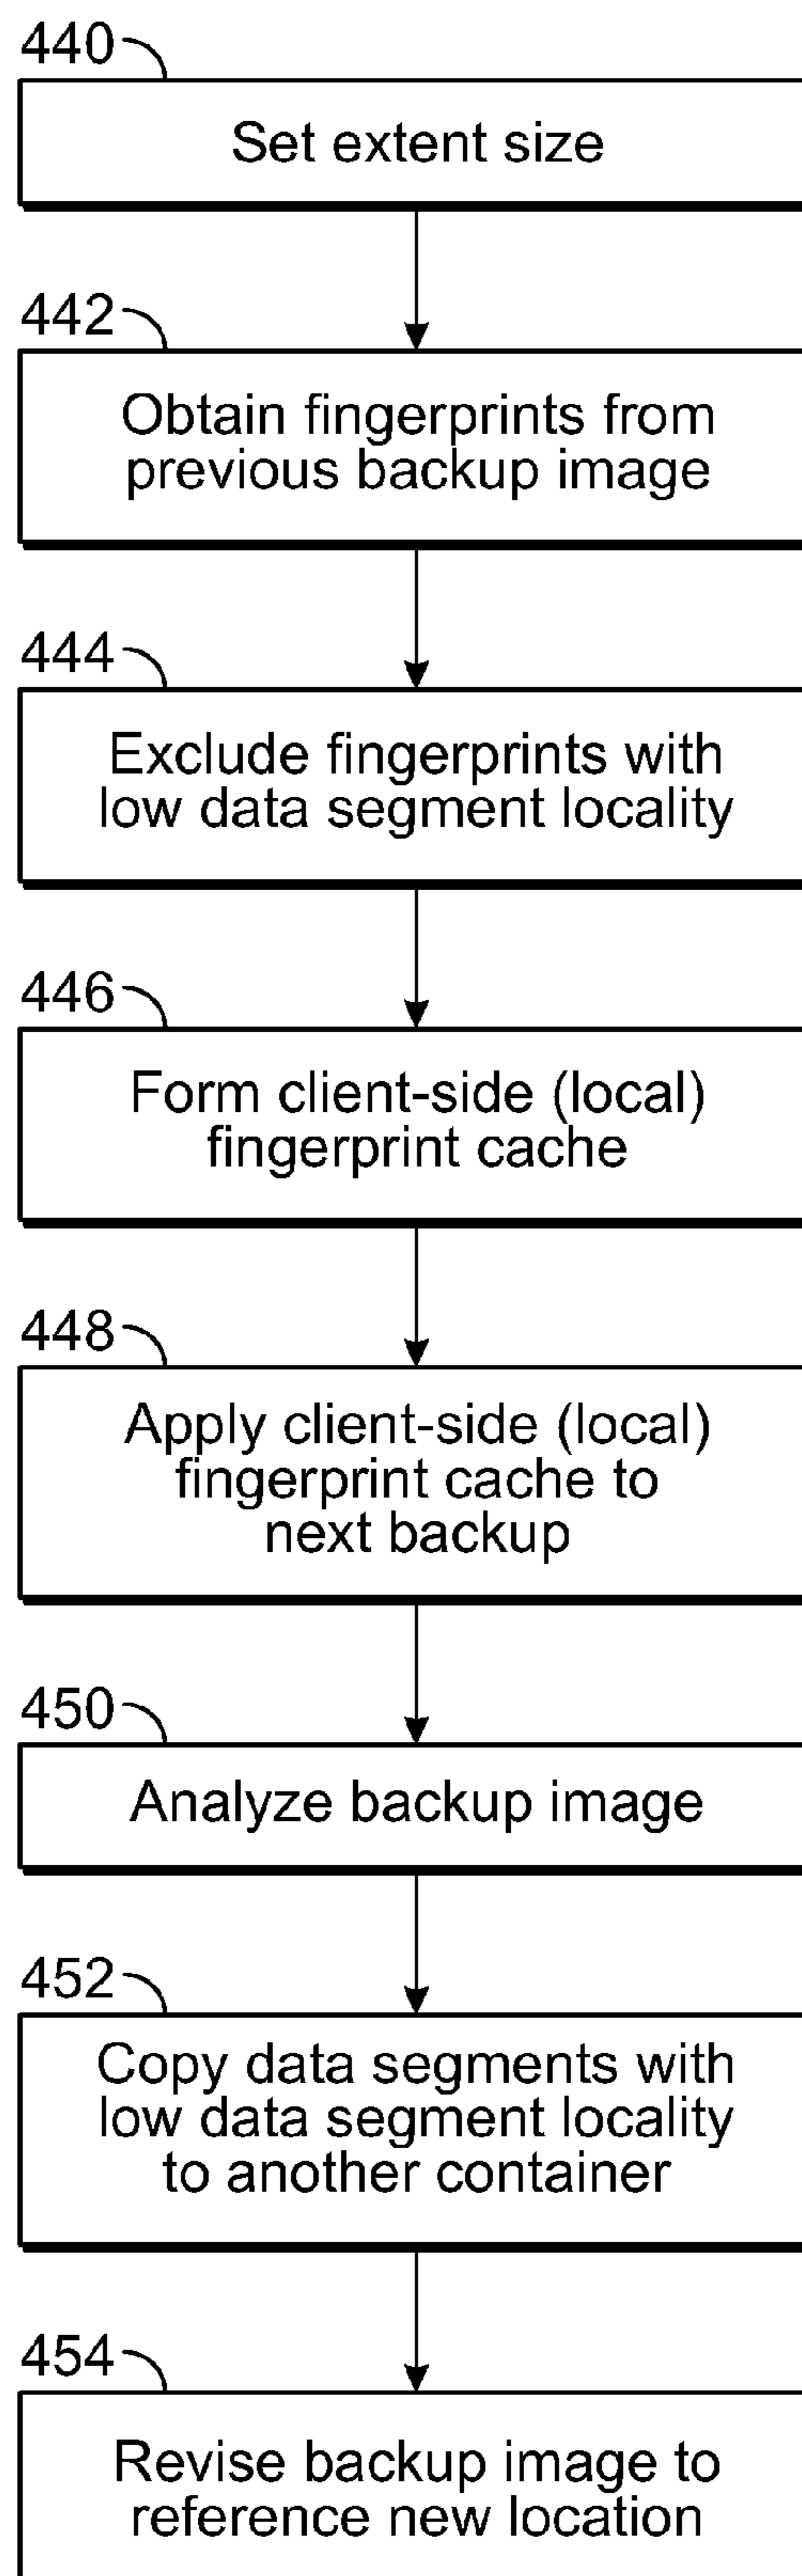 440
Set extent size
442
Obtain fingerprints from
previous backup image
444
Exclude fingerprints with
low data segment locality
446
Form client-side (local)
fingerprint cache
448
Apply client-side (local)
fingerprint cache to
next backup
450
Analyze backup image
452
Copy data segments with
low data segment locality
to another container
454
Revise backup image to
reference new location